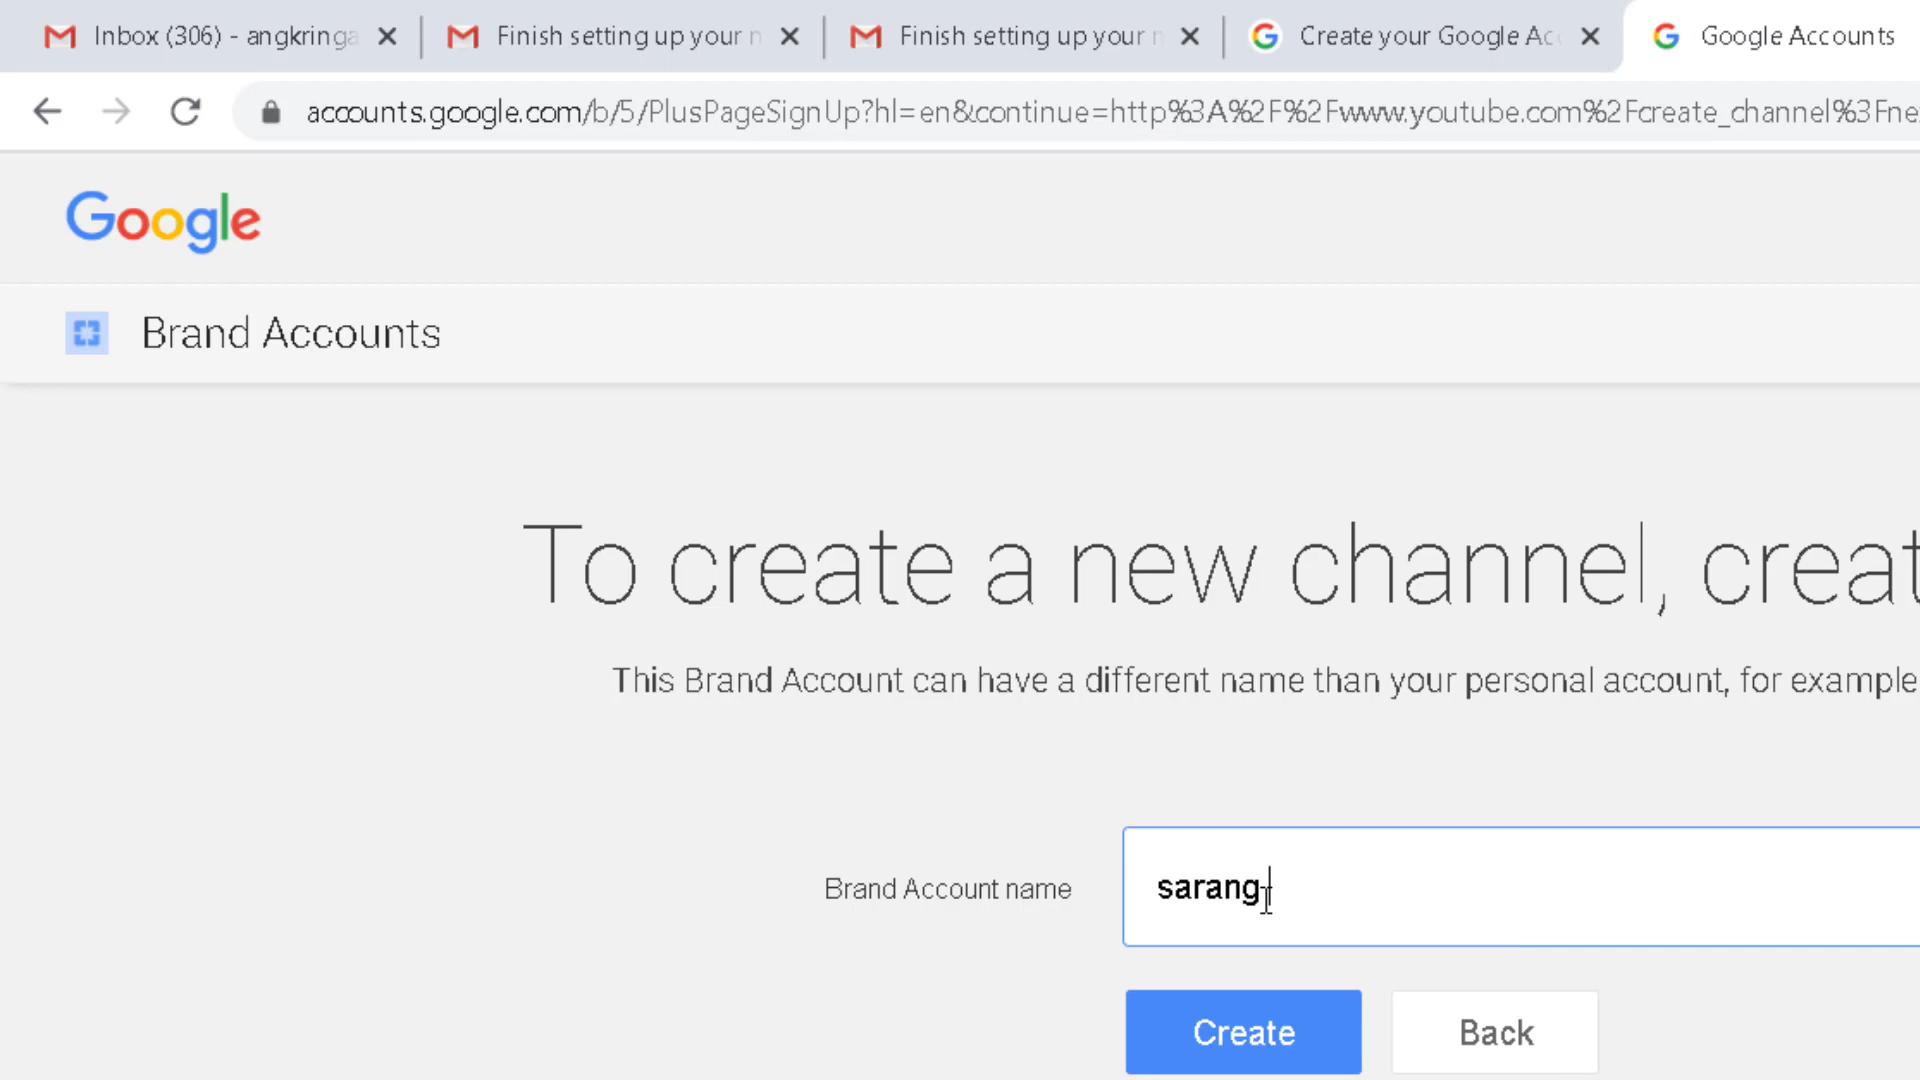 Inbox (306) - angkringa
Finish setting up your n
Finish setting up your n
Create your Google Acc
Google Accounts
accounts.google.com/b/5/PlusPageSignUp?hl=en&continue=http%3A%2F%2Fwww.youtube.com%2Fcreate_channel%3Fne
Google
Brand Accounts
To create a new channel, creat
This Brand Account can have a different name than your personal account, for example
Brand Account name
sarang
Create
Back